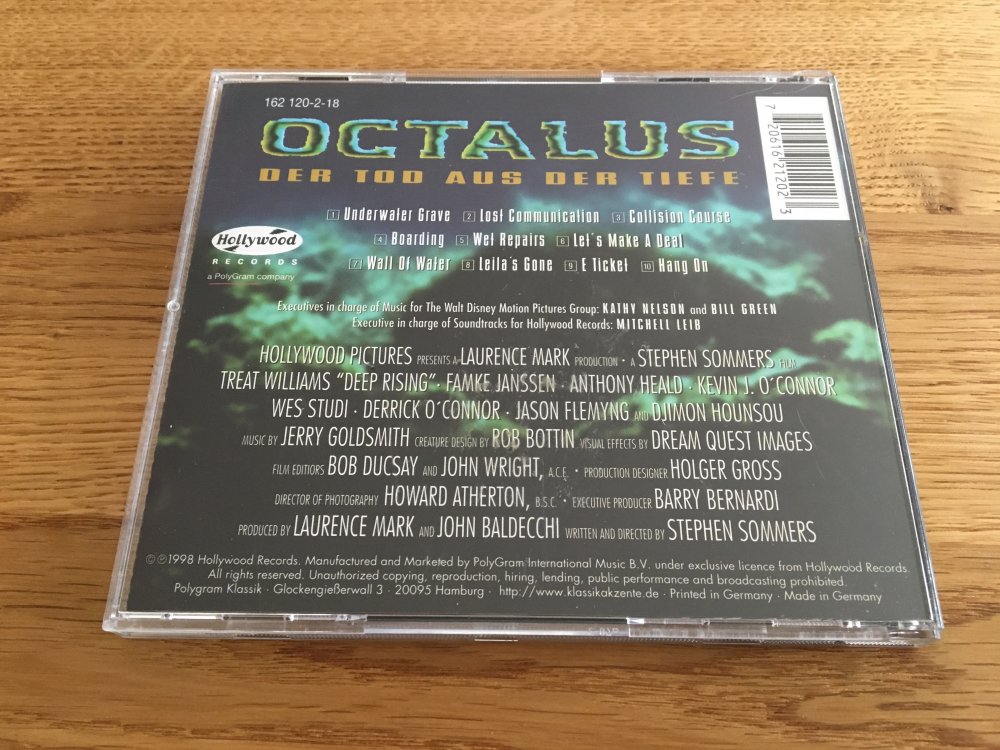 162 120-2-18
OCTALUS
DER TOD AUS DER TIEFE
7 20616 21202 3
1 Underwater Grave 2 Lost Communication 3 Collision Course
4 Boarding 5 Wet Repairs 6 Let's Make A Deal
7 Wall Of Water 8 Leila's Gone 9 E Ticket 10 Hang On
Hollywood
RECORDS
a PolyGram company
Executives in charge of Music for The Walt Disney Motion Pictures Group: KATHY NELSON and BILL GREEN
Executive in charge of Soundtracks for Hollywood Records: MITCHELL LEIB
HOLLYWOOD PICTURES PRESENTS A LAURENCE MARK PRODUCTION · A STEPHEN SOMMERS FILM
TREAT WILLIAMS "DEEP RISING" · FAMKE JANSSEN · ANTHONY HEALD · KEVIN J. O´CONNOR
WES STUDI · DERRICK O´CONNOR · JASON FLEMYNG AND DJIMON HOUNSOU
MUSIC BY JERRY GOLDSMITH CREATURE DESIGN BY ROB BOTTIN VISUAL EFFECTS BY DREAM QUEST IMAGES
FILM EDITIORS BOB DUCSAY AND JOHN WRIGHT, A.C.E. · PRODUCTION DESIGNER HOLGER GROSS
DIRECTOR OF PHOTOGRAPHY HOWARD ATHERTON, B.S.C. · EXECUTIVE PRODUCER BARRY BERNARDI
PRODUCED BY LAURENCE MARK AND JOHN BALDECCHI WRITTEN AND DIRECTED BY STEPHEN SOMMERS
©℗1998 Hollywood Records. Manufactured and Marketed by PolyGram International Music B.V. under exclusive licence from Hollywood Records.
All rights reserved. Unauthorized copying, reproduction, hiring, lending, public performance and broadcasting prohibited.
Polygram Klassik · Glockengießerwall 3 · 20095 Hamburg · http://www.klassikakzente.de · Printed in Germany · Made in Germany